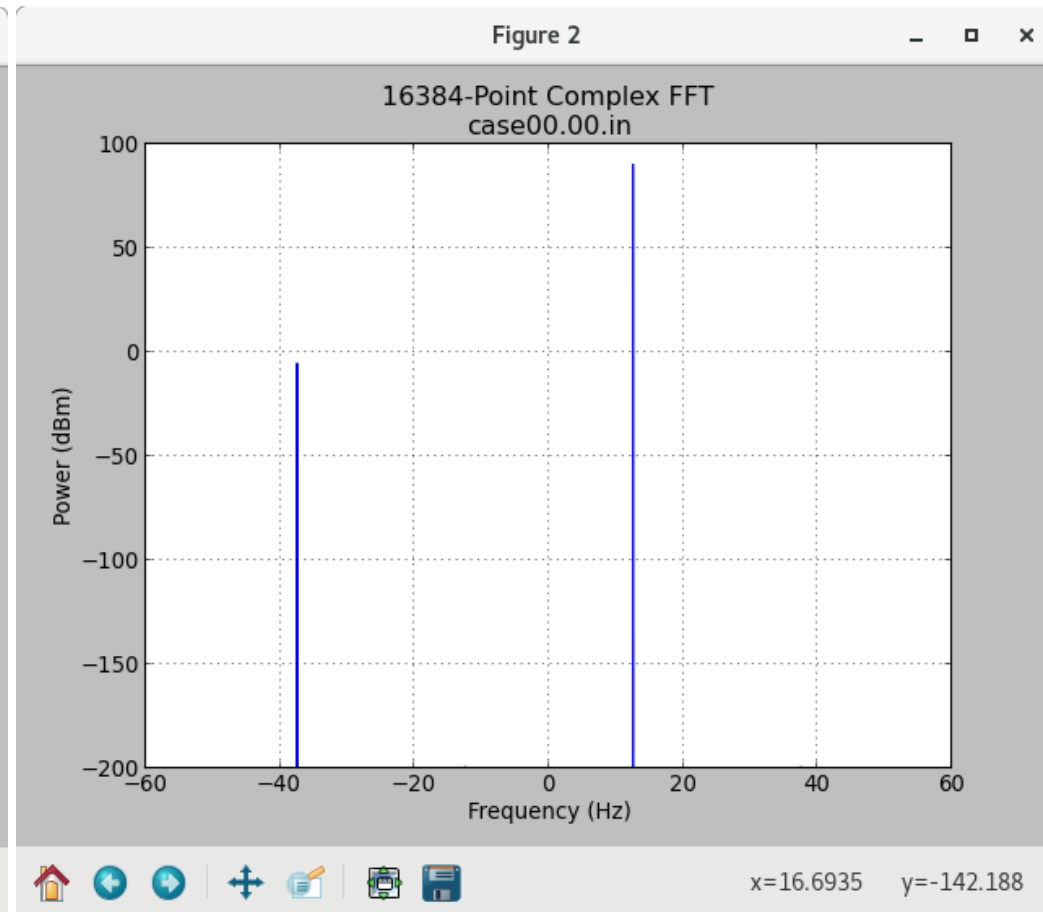 Figure 2
16384-Point Complex FFT
case00.00.in
100
50
0
−50
−100
−150
−200
Power (dBm)
−60 −40 −20 0 20 40 60
Frequency (Hz)
x=16.6935 y=-142.188